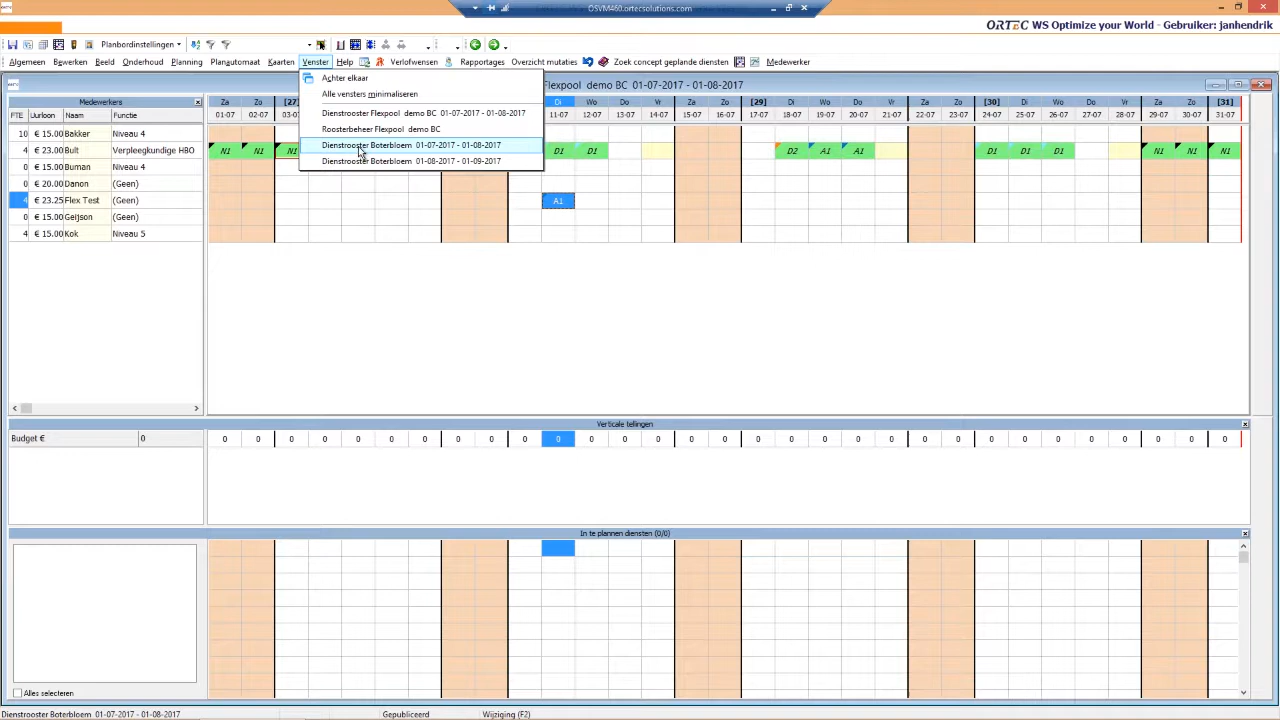 OSVM460.ortecsolutions.com
ORTEC WS Optimize your World - Gebruiker: janhendrik
Planbordinstellingen
Algemeen Bewerken Beeld Onderhoud Planning Planautomaat Kaarten Venster Help Verlofwensen Rapportages Overzicht mutaties Zoek concept geplande diensten Medewerker
Achter elkaar
Alle vensters minimaliseren
Dienstrooster Flexpool demo BC 01-07-2017 - 01-08-2017
Roosterbeheer Flexpool demo BC
Dienstrooster Boterbloem 01-07-2017 - 01-08-2017
Dienstrooster Boterbloem 01-08-2017 - 01-09-2017
Flexpool demo BC 01-07-2017 - 01-08-2017
Medewerkers
Za Zo [27] Di Wo Do Vr Za Zo [29] Di Wo Do Vr Za Zo [30] Di Wo Do Vr Za Zo [31]
FTE Uurloon Naam Functie
01-07 02-07 03-0 11-07 12-07 13-07 14-07 15-07 16-07 17-07 18-07 19-07 20-07 21-07 22-07 23-07 24-07 25-07 26-07 27-07 28-07 29-07 30-07 31-07
10 € 15.00 Bakker Niveau 4
4 € 23.00 Bult Verpleegkundige HBO N1 N1 N1 D1 D1 D2 A1 A1 D1 D1 D1 N1 N1 N1
0 € 15.00 Buman Niveau 4
0 € 20.00 Danon (Geen)
4 € 23.25 Flex Test (Geen) A1
0 € 15.00 Geijson (Geen)
4 € 15.00 Kok Niveau 5
Verticale tellingen
Budget € 0 0 0 0 0 0 0 0 0 0 0 0 0 0 0 0 0 0 0 0 0 0 0 0 0 0 0 0 0 0 0 0
In te plannen diensten (0/0)
Alles selecteren
Dienstrooster Boterbloem 01-07-2017 - 01-08-2017 Gepubliceerd Wijziging (F2)